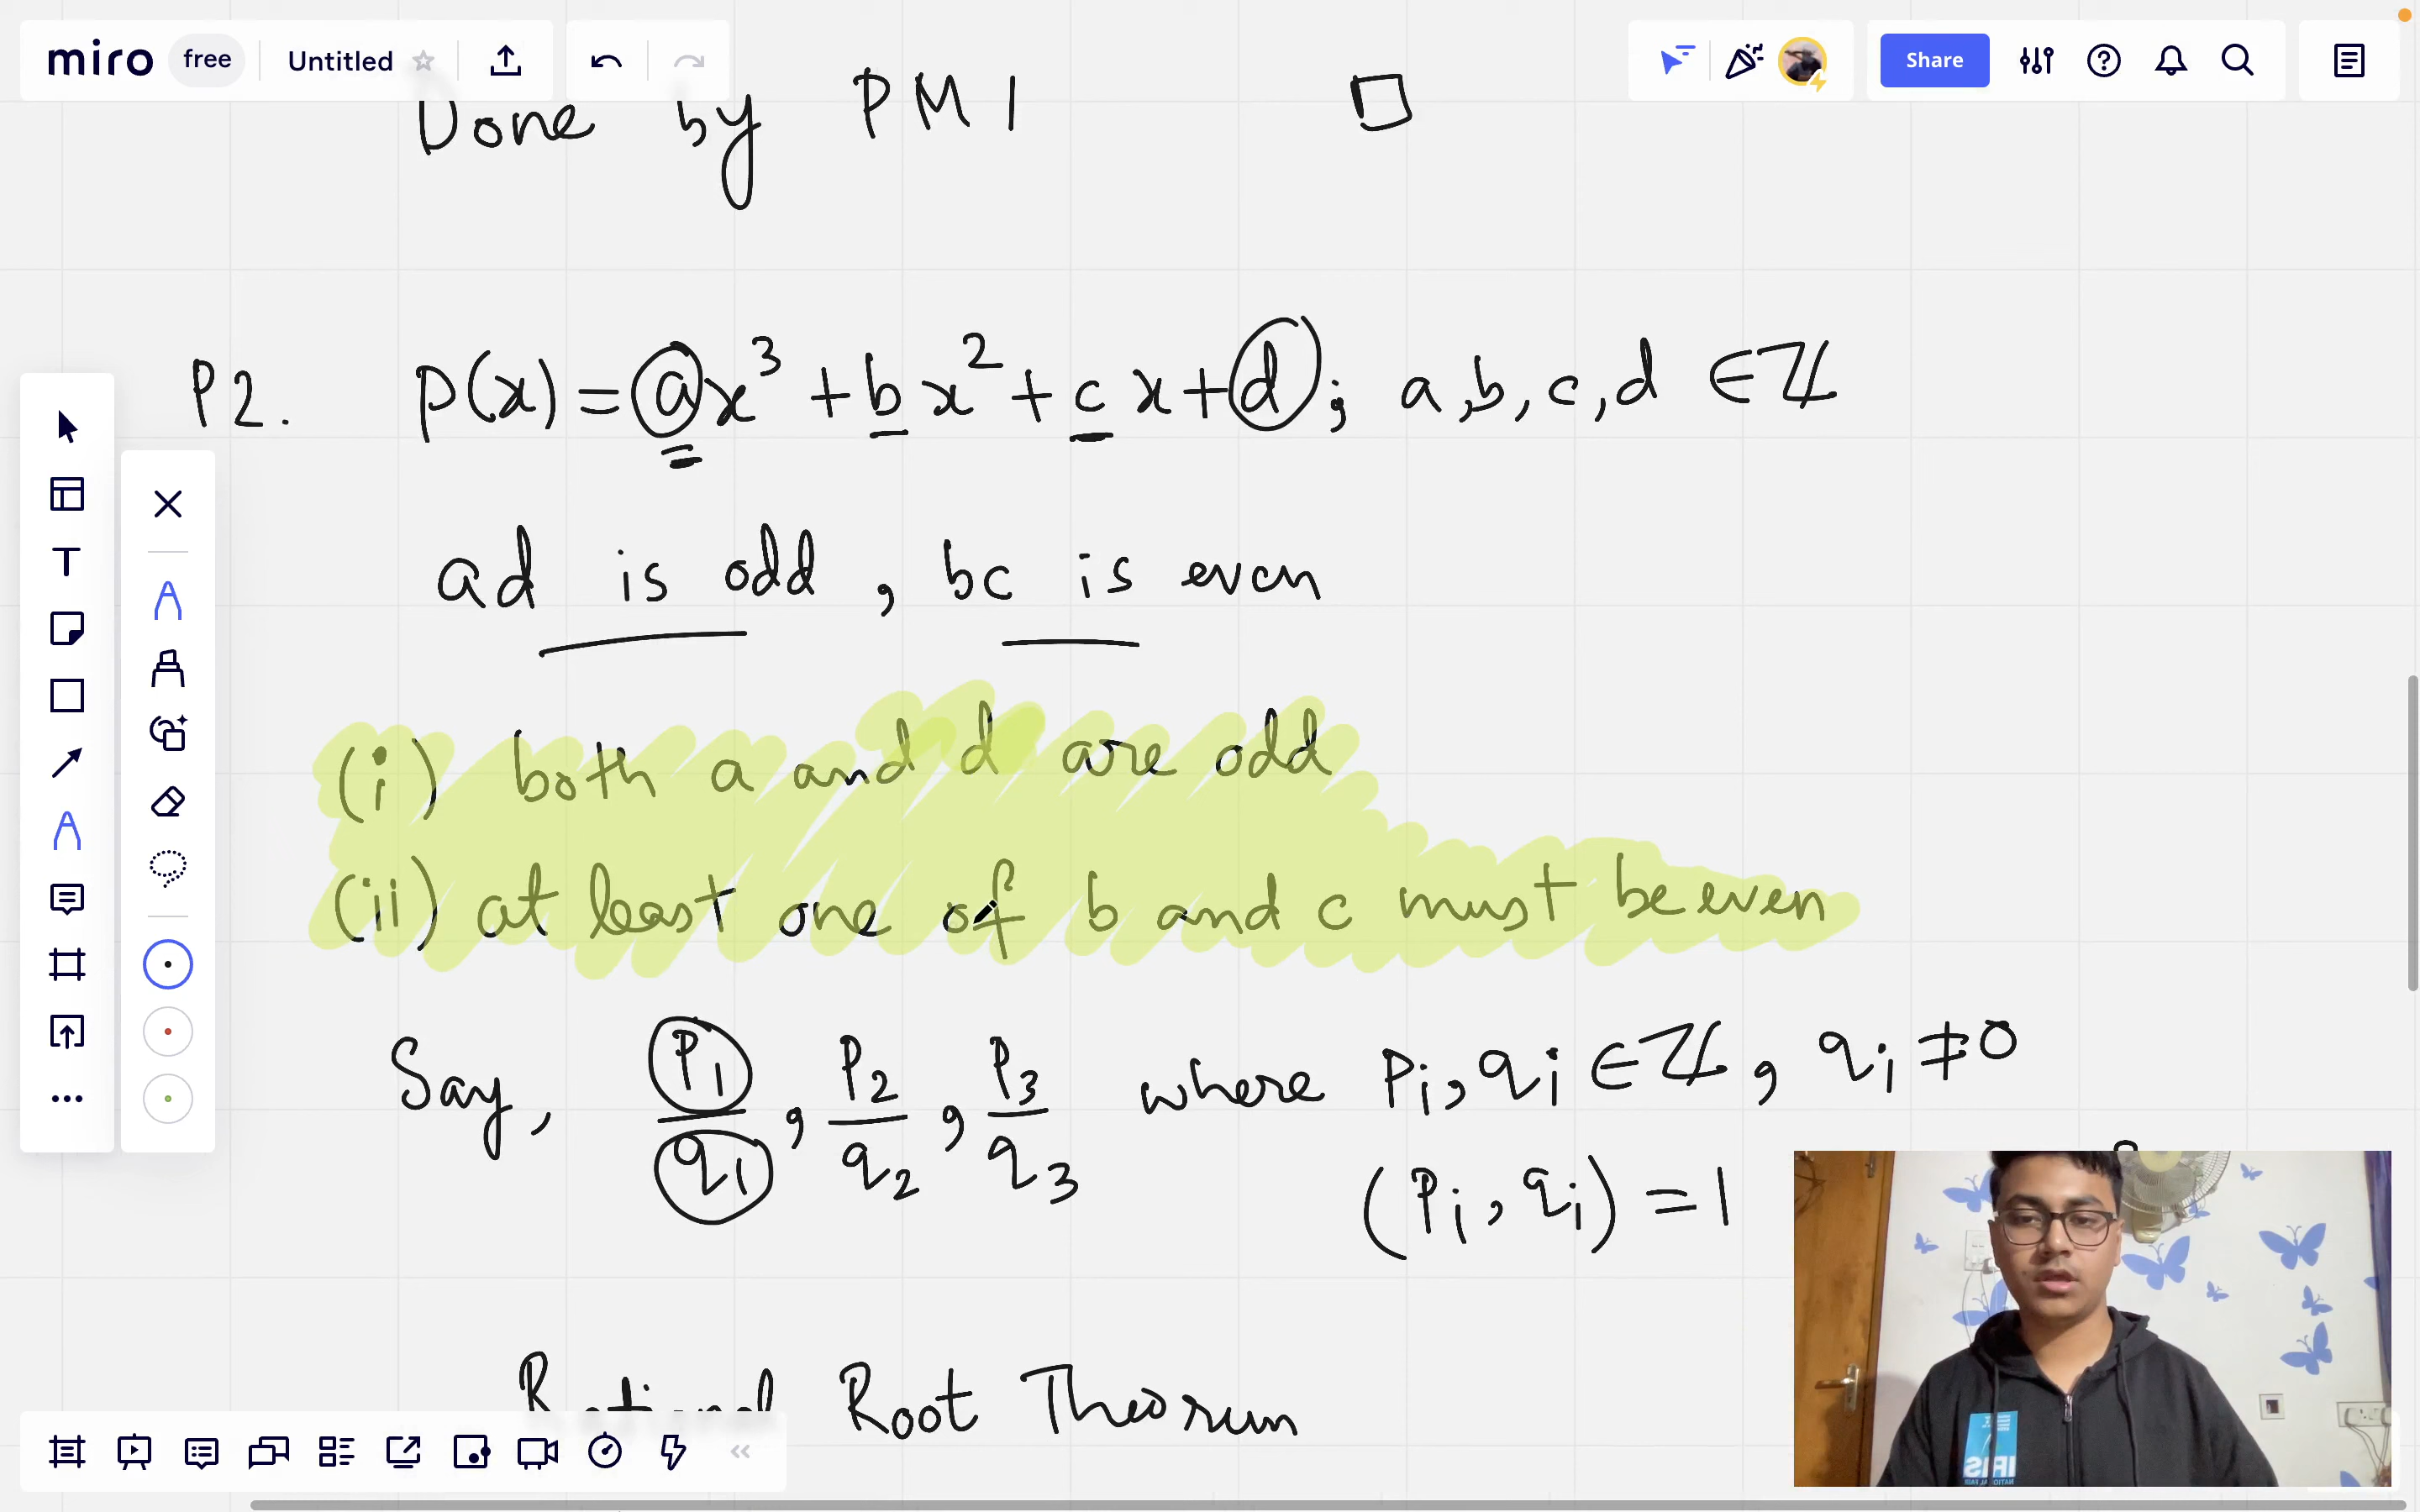 miro free Untitled Share
Done by PMI
P2. P(x) = ax³ + bx² + cx + d ; a, b, c, d ∈ ℤ
ad is odd, bc is even
(i) both a and d are odd
(ii) at least one of b and c must be even
Say, P₁/q₁, P₂/q₂, P₃/q₃ where Pᵢ, qᵢ ∈ ℤ, qᵢ ≠ 0
(Pᵢ, qᵢ) = 1
Rational Root Theorem